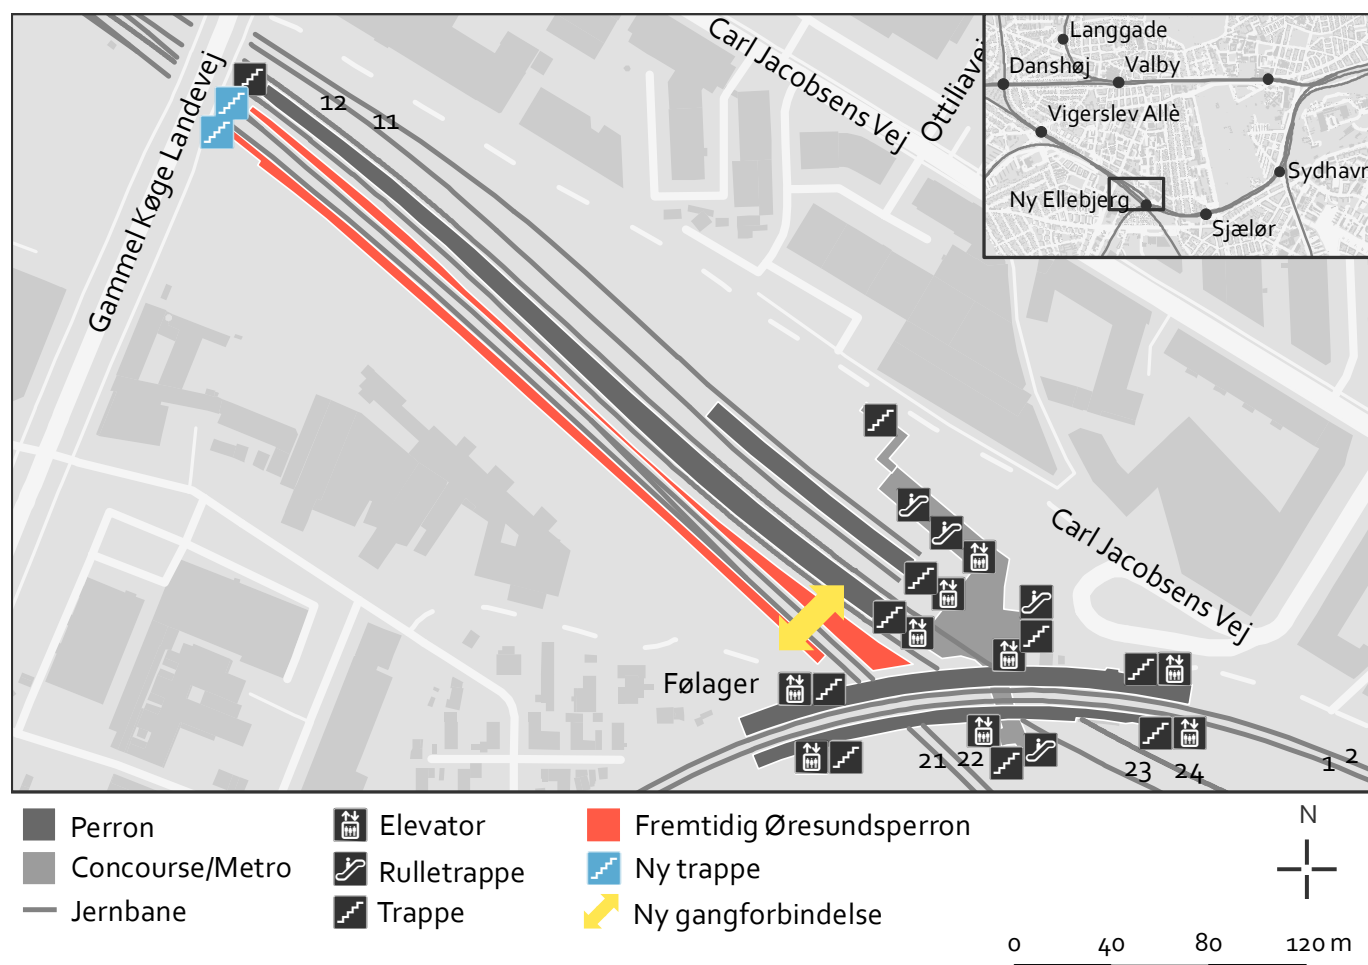 Carl Jacobsens Vej
Ottiliavej
Langgade
Danshøj
Valby
Vigerslev Allè
Sydhavn
Ny Ellebjerg
Sjælør
12
11
Gammel Køge Landevej
Carl Jacobsens Vej
Følager
21
22
23
24
1
2
Perron
Concourse/Metro
Jernbane
Elevator
Rulletrappe
Trappe
Fremtidig Øresundsperron
Ny trappe
Ny gangforbindelse
N
0 40 80 120 m